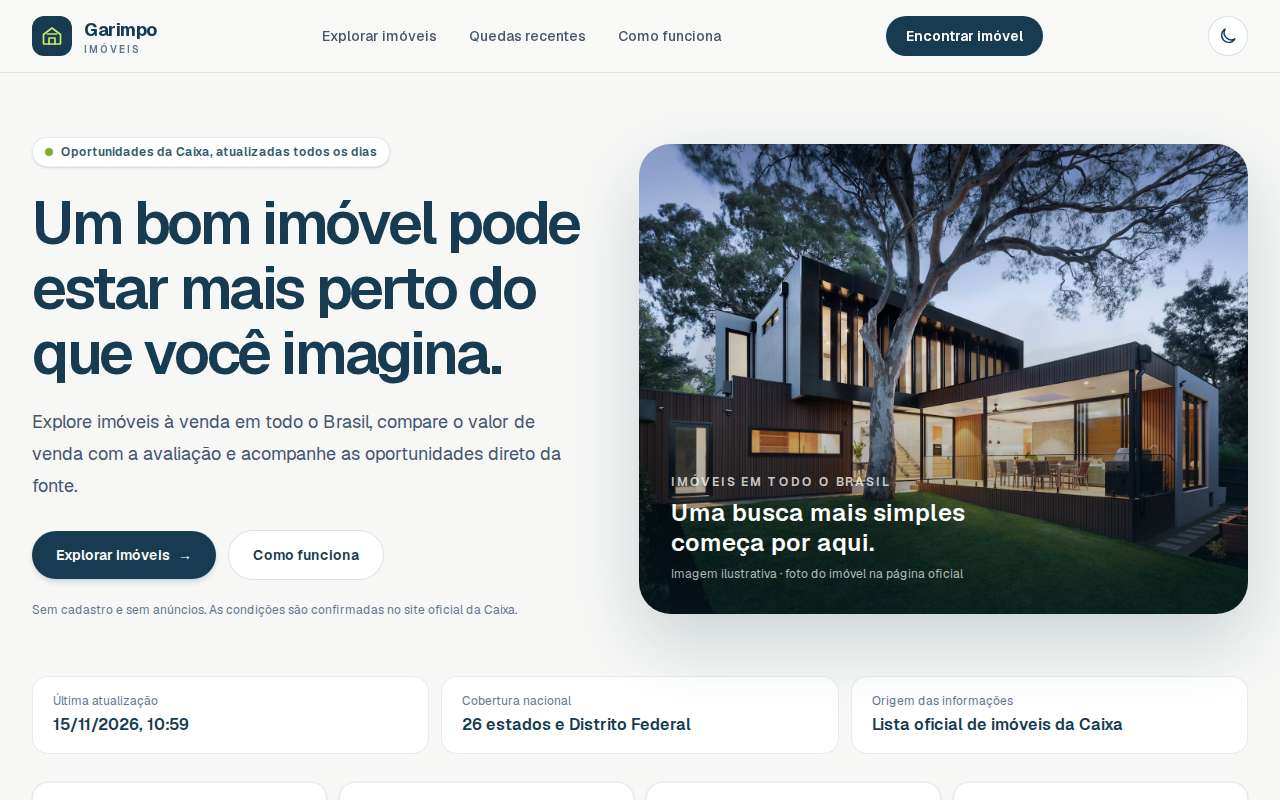 Garimpo
IMÓVEIS
Explorar imóveis
Quedas recentes
Como funciona
Encontrar imóvel
Oportunidades da Caixa, atualizadas todos os dias
Um bom imóvel pode
estar mais perto do
que você imagina.
Explore imóveis à venda em todo o Brasil, compare o valor de
venda com a avaliação e acompanhe as oportunidades direto da
fonte.
Explorar imóveis →
Como funciona
Sem cadastro e sem anúncios. As condições são confirmadas no site oficial da Caixa.
IMÓVEIS EM TODO O BRASIL
Uma busca mais simples
começa por aqui.
Imagem ilustrativa · foto do imóvel na página oficial
Última atualização
15/11/2026, 10:59
Cobertura nacional
26 estados e Distrito Federal
Origem das informações
Lista oficial de imóveis da Caixa